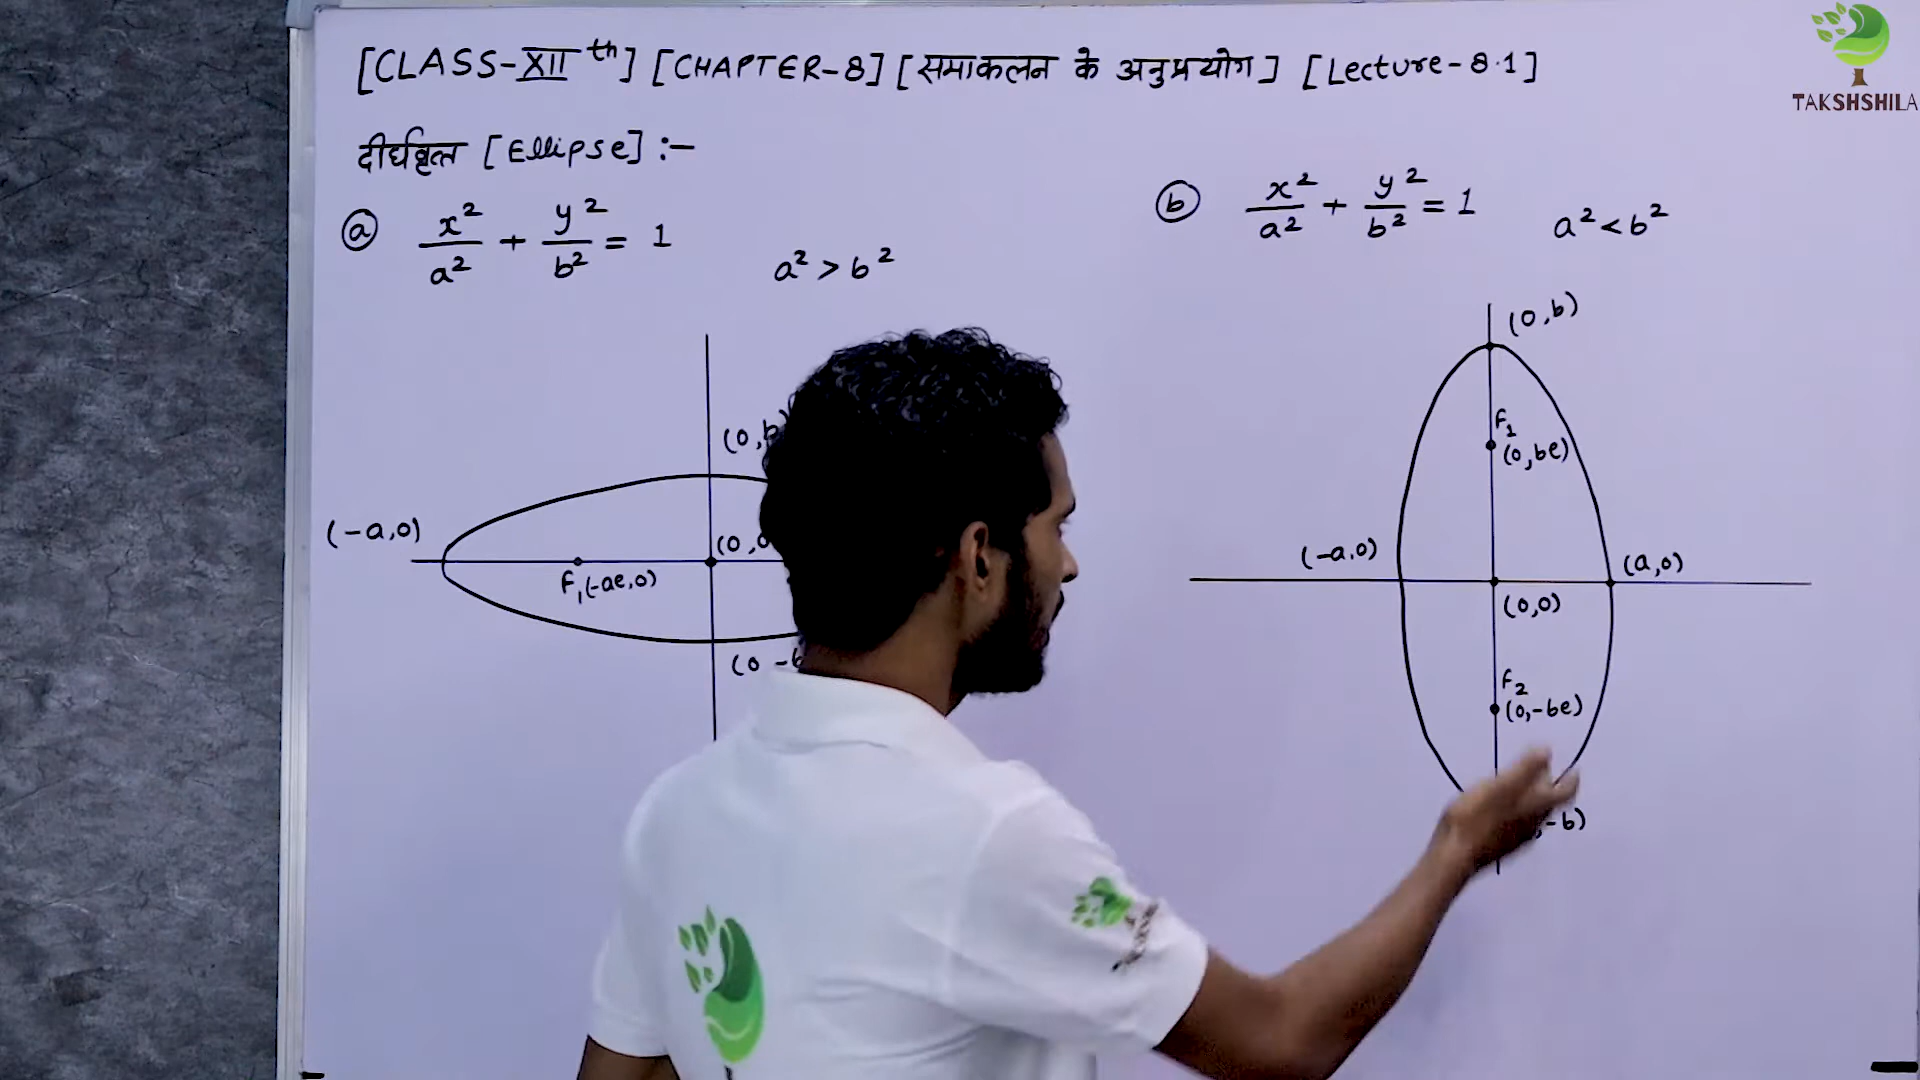 [CLASS-XII th] [CHAPTER-8] [समाकलन के अनुप्रयोग] [Lecture-8.1]
TAKSHSHILA
दीर्घवृत्त [Ellipse] :-
ⓐ x²/a² + y²/b² = 1
a² > b²
(0,b
(-a,0)
(0,0
F₁(-ae,0)
(0 -b
ⓑ x²/a² + y²/b² = 1
a² < b²
(0,b)
F₁
(0,be)
(-a,0)
(a,0)
(0,0)
F₂
(0,-be)
,-b)